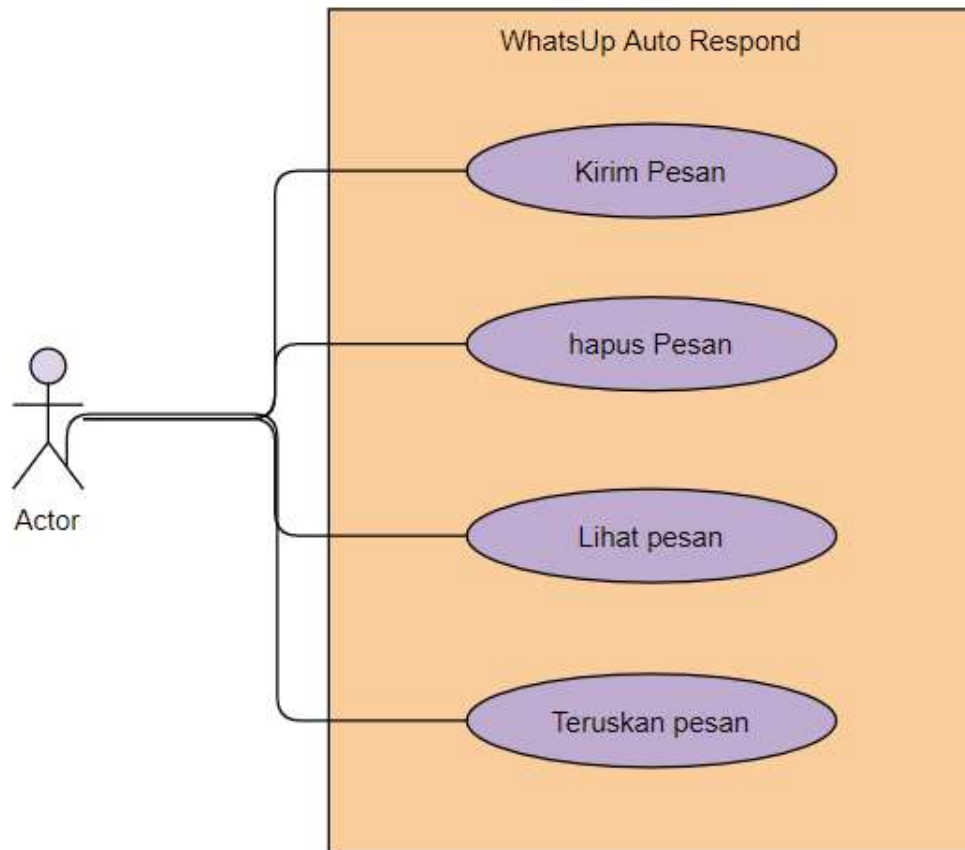 WhatsUp Auto Respond
Kirim Pesan
hapus Pesan
Lihat pesan
Teruskan pesan
Actor